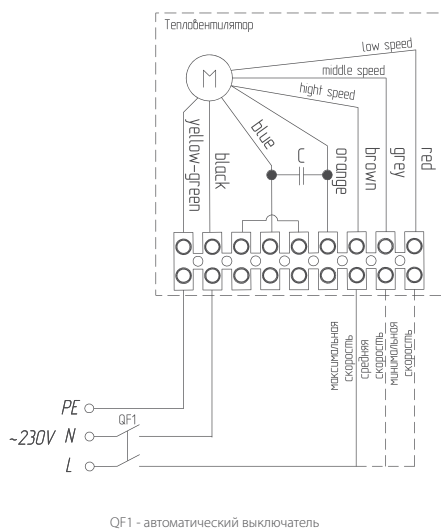 Тепловентилятор
low speed
middle speed
hight speed
M
yellow-green
black
blue
C
orange
brown
grey
red
максимальная
скорость
средняя
скорость
минимальная
скорость
PE
QF1
~230V N
L
QF1 - автоматический выключатель